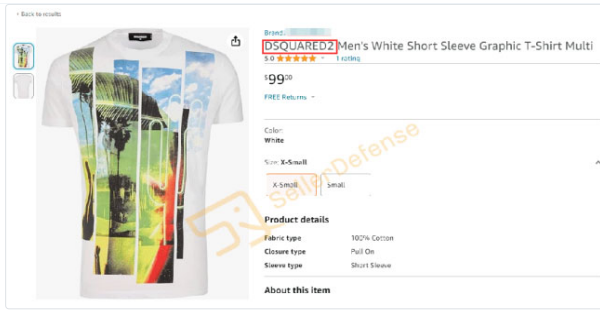 ‹ Back to results
Brand:
DSQUARED2 Men's White Short Sleeve Graphic T-Shirt Multi
5.0 1 rating
$9900
FREE Returns
Color:
White
Size: X-Small
X-Small Small
Product details
Fabric type 100% Cotton
Closure type Pull On
Sleeve type Short Sleeve
About this item
SellerDefense